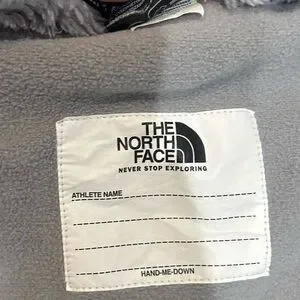 THE
NORTH
FACE
NEVER STOP EXPLORING
ATHLETE NAME
HAND-ME-DOWN